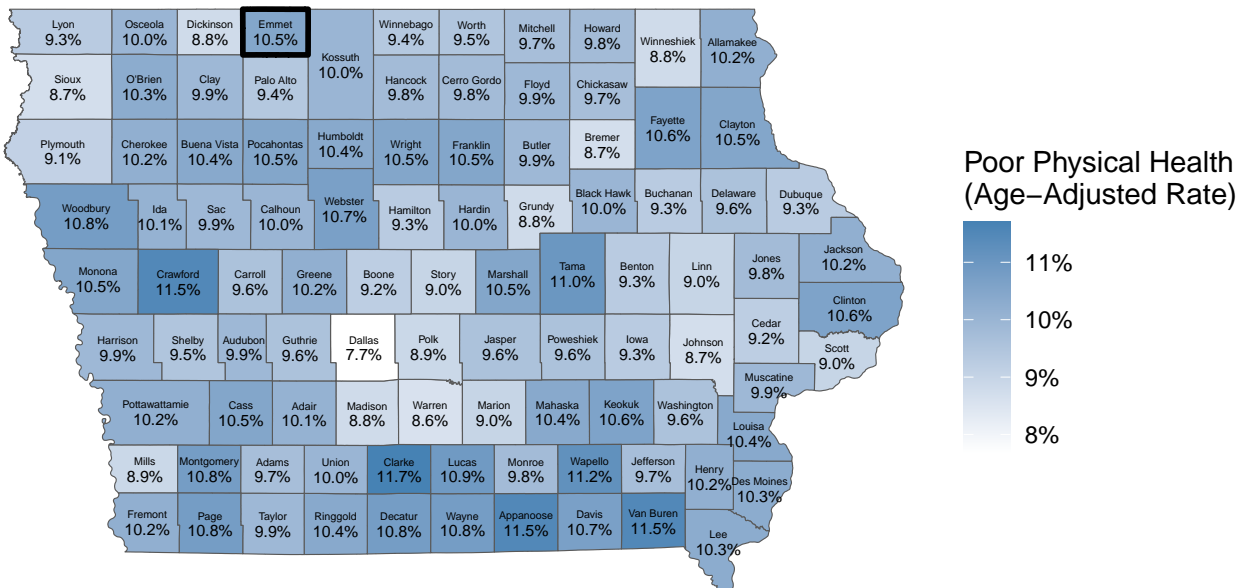 Lyon
9.3%
Osceola
10.0%
Dickinson
8.8%
Emmet
10.5%
Kossuth
10.0%
Winnebago
9.4%
Worth
9.5%
Mitchell
9.7%
Howard
9.8%
Winneshiek
8.8%
Allamakee
10.2%
Sioux
8.7%
O'Brien
10.3%
Clay
9.9%
Palo Alto
9.4%
Hancock
9.8%
Cerro Gordo
9.8%
Floyd
9.9%
Chickasaw
9.7%
Fayette
10.6%
Clayton
10.5%
Plymouth
9.1%
Cherokee
10.2%
Buena Vista
10.4%
Pocahontas
10.5%
Humboldt
10.4%
Wright
10.5%
Franklin
10.5%
Butler
9.9%
Bremer
8.7%
Woodbury
10.8%
Ida
10.1%
Sac
9.9%
Calhoun
10.0%
Webster
10.7%
Hamilton
9.3%
Hardin
10.0%
Grundy
8.8%
Black Hawk
10.0%
Buchanan
9.3%
Delaware
9.6%
Dubuque
9.3%
Monona
10.5%
Crawford
11.5%
Carroll
9.6%
Greene
10.2%
Boone
9.2%
Story
9.0%
Marshall
10.5%
Tama
11.0%
Benton
9.3%
Linn
9.0%
Jones
9.8%
Jackson
10.2%
Clinton
10.6%
Harrison
9.9%
Shelby
9.5%
Audubon
9.9%
Guthrie
9.6%
Dallas
7.7%
Polk
8.9%
Jasper
9.6%
Poweshiek
9.6%
Iowa
9.3%
Johnson
8.7%
Cedar
9.2%
Scott
9.0%
Muscatine
9.9%
Pottawattamie
10.2%
Cass
10.5%
Adair
10.1%
Madison
8.8%
Warren
8.6%
Marion
9.0%
Mahaska
10.4%
Keokuk
10.6%
Washington
9.6%
Louisa
10.4%
Mills
8.9%
Montgomery
10.8%
Adams
9.7%
Union
10.0%
Clarke
11.7%
Lucas
10.9%
Monroe
9.8%
Wapello
11.2%
Jefferson
9.7%
Henry
10.2%
Des Moines
10.3%
Fremont
10.2%
Page
10.8%
Taylor
9.9%
Ringgold
10.4%
Decatur
10.8%
Wayne
10.8%
Appanoose
11.5%
Davis
10.7%
Van Buren
11.5%
Lee
10.3%
Poor Physical Health
(Age−Adjusted Rate)
11%
10%
9%
8%